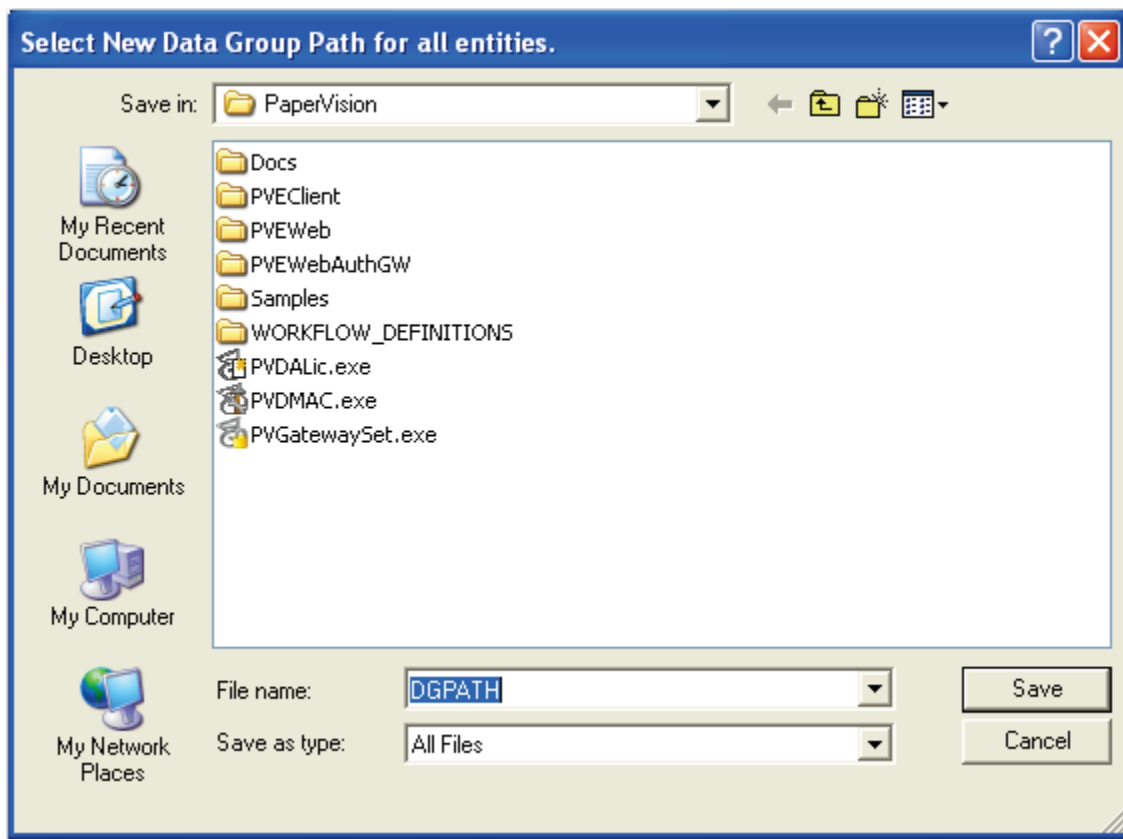 Select New Data Group Path for all entities.
Save in: PaperVision
My Recent
Documents
Desktop
My Documents
My Computer
My Network
Places
Docs
PVEClient
PVEWeb
PVEWebAuthGW
Samples
WORKFLOW_DEFINITIONS
PVDALic.exe
PVDMAC.exe
PVGatewaySet.exe
File name: DGPATH Save
Save as type: All Files Cancel